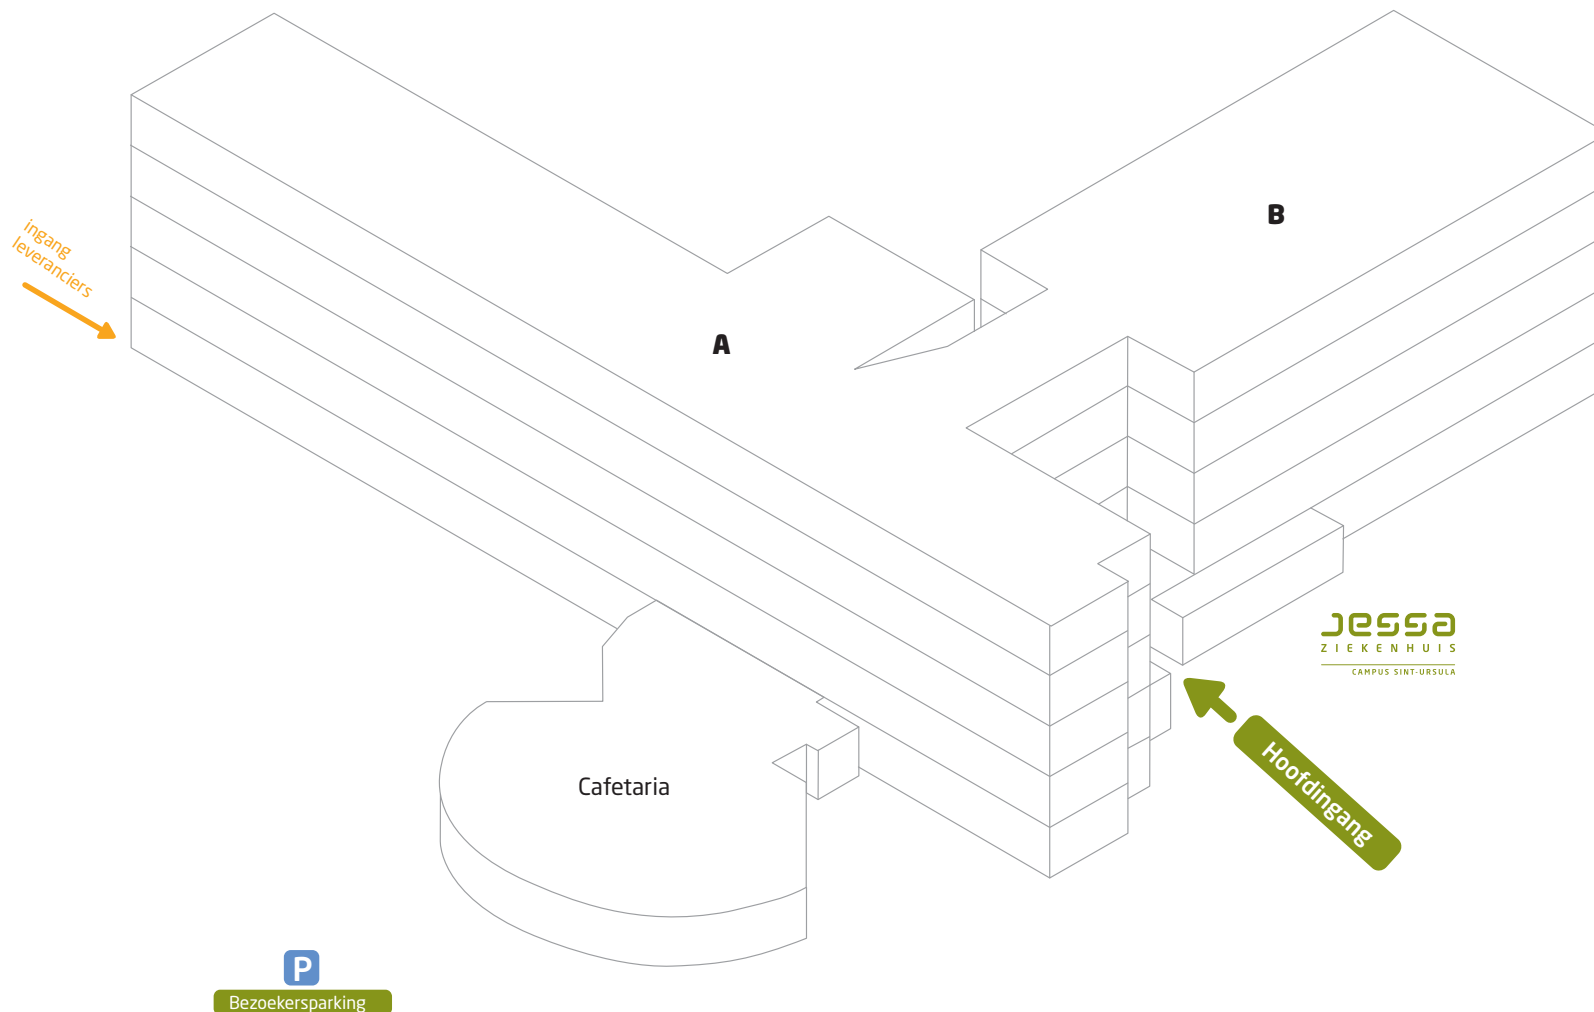 B
ingang
leveranciers
A
Jessa
ZIEKENHUIS
CAMPUS SINT-URSULA
Hoofdingang
Cafetaria
P
Bezoekersparking